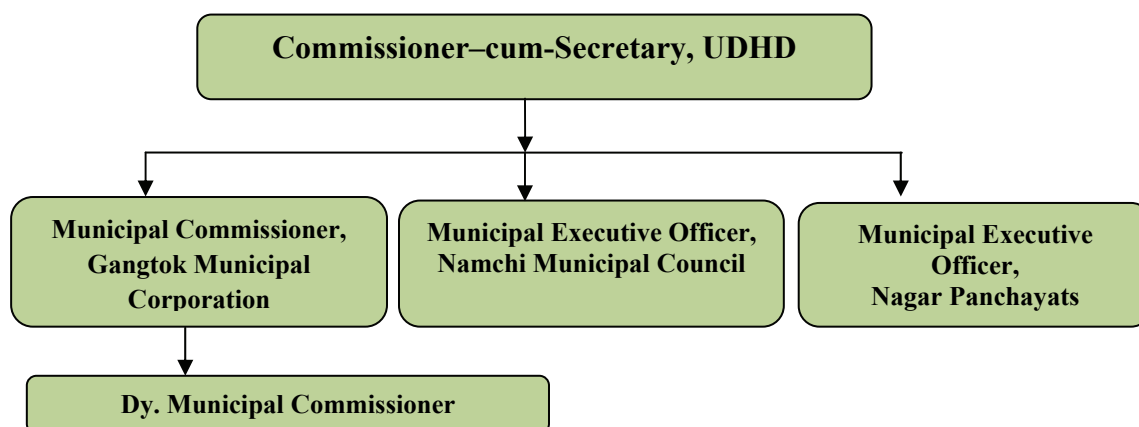 Commissioner–cum-Secretary, UDHD
Municipal Commissioner,
Gangtok Municipal
Corporation
Municipal Executive Officer,
Namchi Municipal Council
Municipal Executive
Officer,
Nagar Panchayats
Dy. Municipal Commissioner